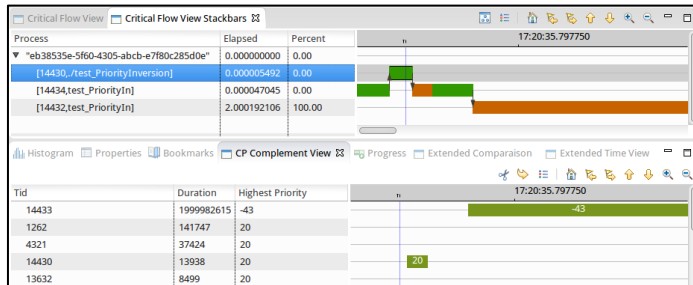 Critical Flow View Critical Flow View Stackbars
Process Elapsed Percent 17:20:35.797750
"eb38535e-5f60-4305-abcb-e7f80c285d0e" 0.000000000 0.00
[14430,./test_PriorityInversion] 0.000005492 0.00
[14434,test_PriorityIn] 0.000047045 0.00
[14432,test_PriorityIn] 2.000192106 100.00
Histogram Properties Bookmarks CP Complement View Progress Extended Comparaison Extended Time View
Tid Duration Highest Priority 17:20:35.797750
14433 1999982615 -43 -43
1262 141747 20
4321 37424 20
14430 13938 20 20
13632 8499 20